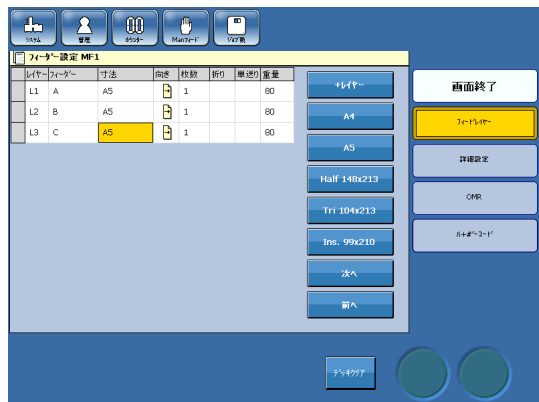 システム 管理 カウンター Manフィード ジョブ読
フィーダー設定 MF1
レイヤー フィーダー 寸法 向き 枚数 折り 単送り 重量
L1 A A5 1 80
L2 B A5 1 80
L3 C A5 1 80
+レイヤー
A4
A5
Half 148x213
Tri 104x213
Ins. 99x210
次へ
前へ
画面終了
フィードレイヤー
詳細設定
OMR
バーコード
デッキクリア